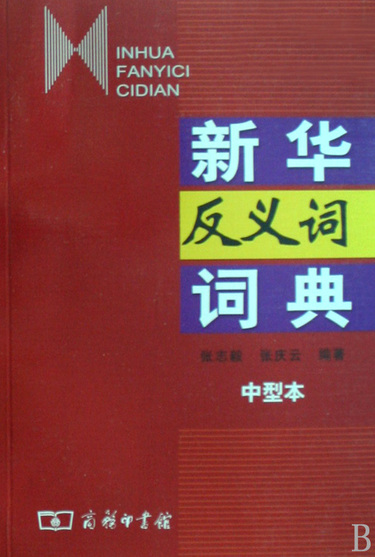 INHUA
FANYICI
CIDIAN
新华
反义词
词典
张志毅 张庆云 编著
中型本
商务印书馆
B